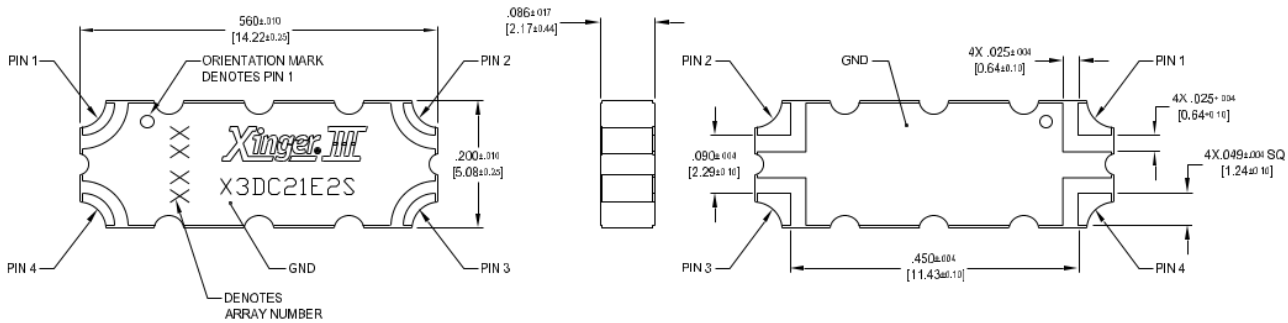 .560±.010
[14.22±0.25]
PIN 1
ORIENTATION MARK
DENOTES PIN 1
PIN 2
Xinger III
X3DC21E2S
XXXXX
.200±.010
[5.08±0.25]
PIN 4
GND
PIN 3
DENOTES
ARRAY NUMBER
.086±.017
[2.17±0.44]
PIN 2
GND
4X .025±.004
[0.64±0.10]
PIN 1
4X .025±.004
[0.64±0.10]
.090±.004
[2.29±0.10]
4X .049±.004 SQ
[1.24±0.10]
PIN 3
.450±.004
[11.43±0.10]
PIN 4